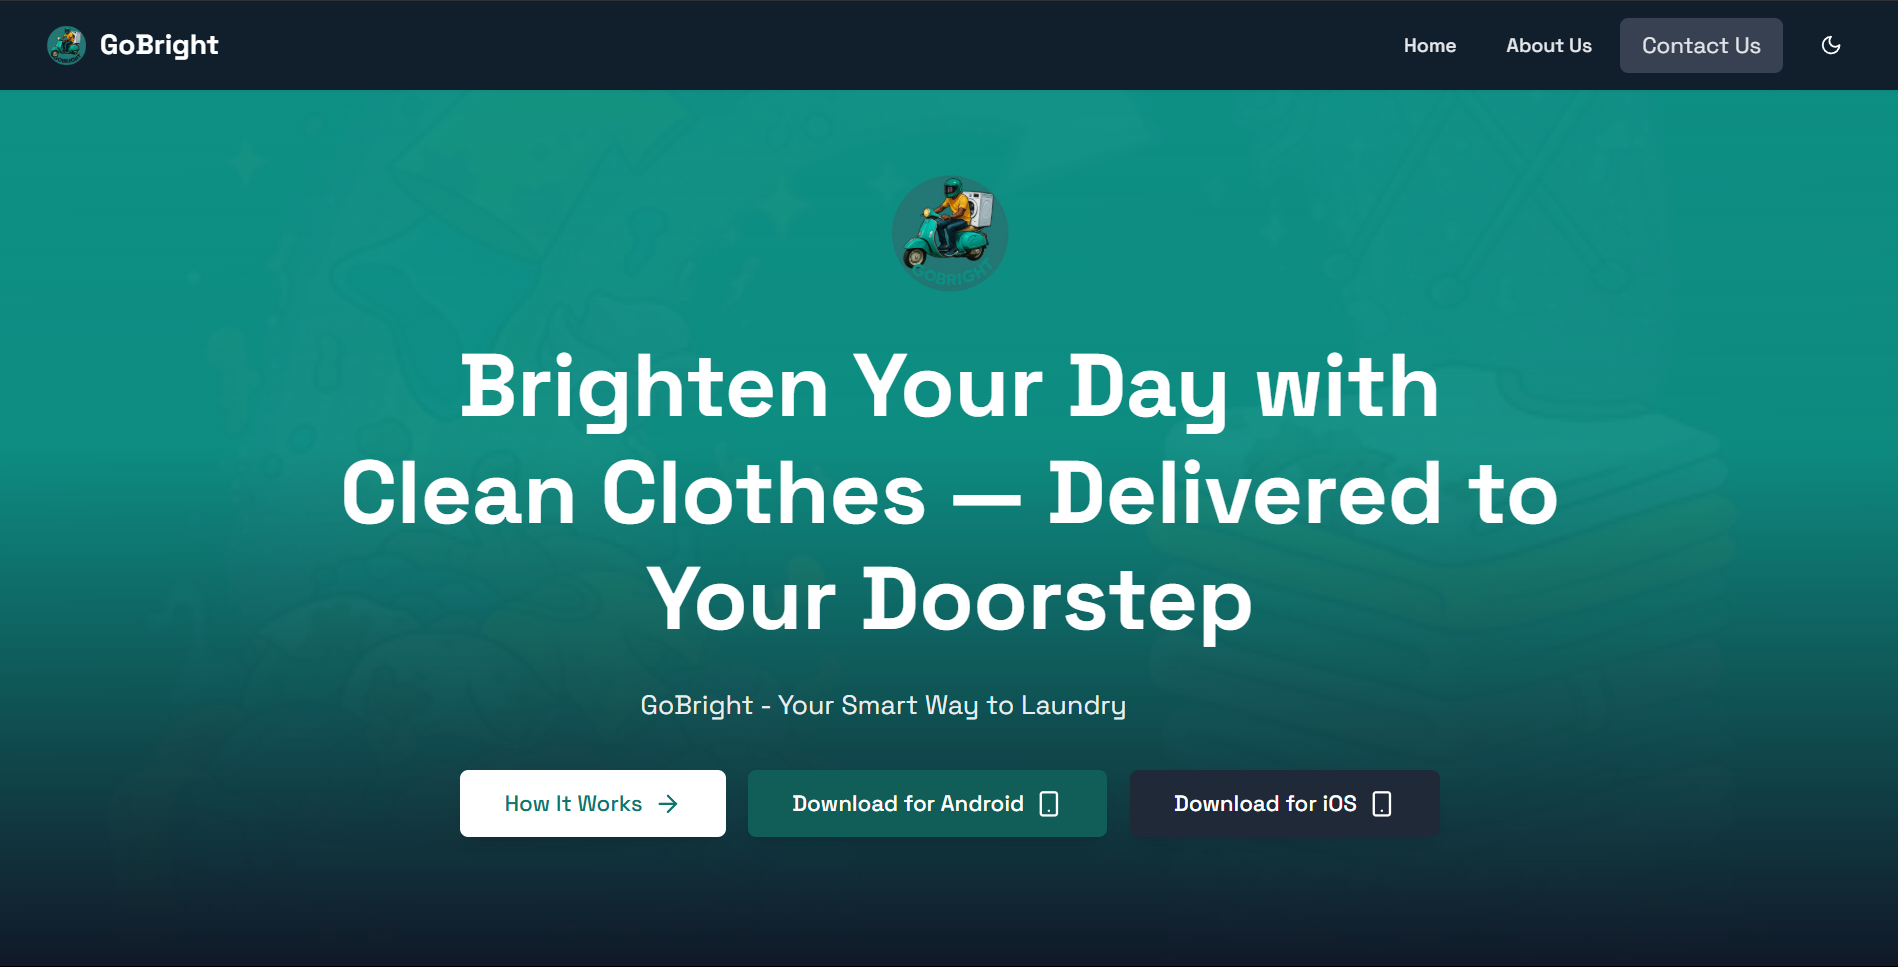 GoBright
Home
About Us
Contact Us
GOBRIGHT
Brighten Your Day with
Clean Clothes — Delivered to
Your Doorstep
GoBright - Your Smart Way to Laundry
How It Works
Download for Android
Download for iOS